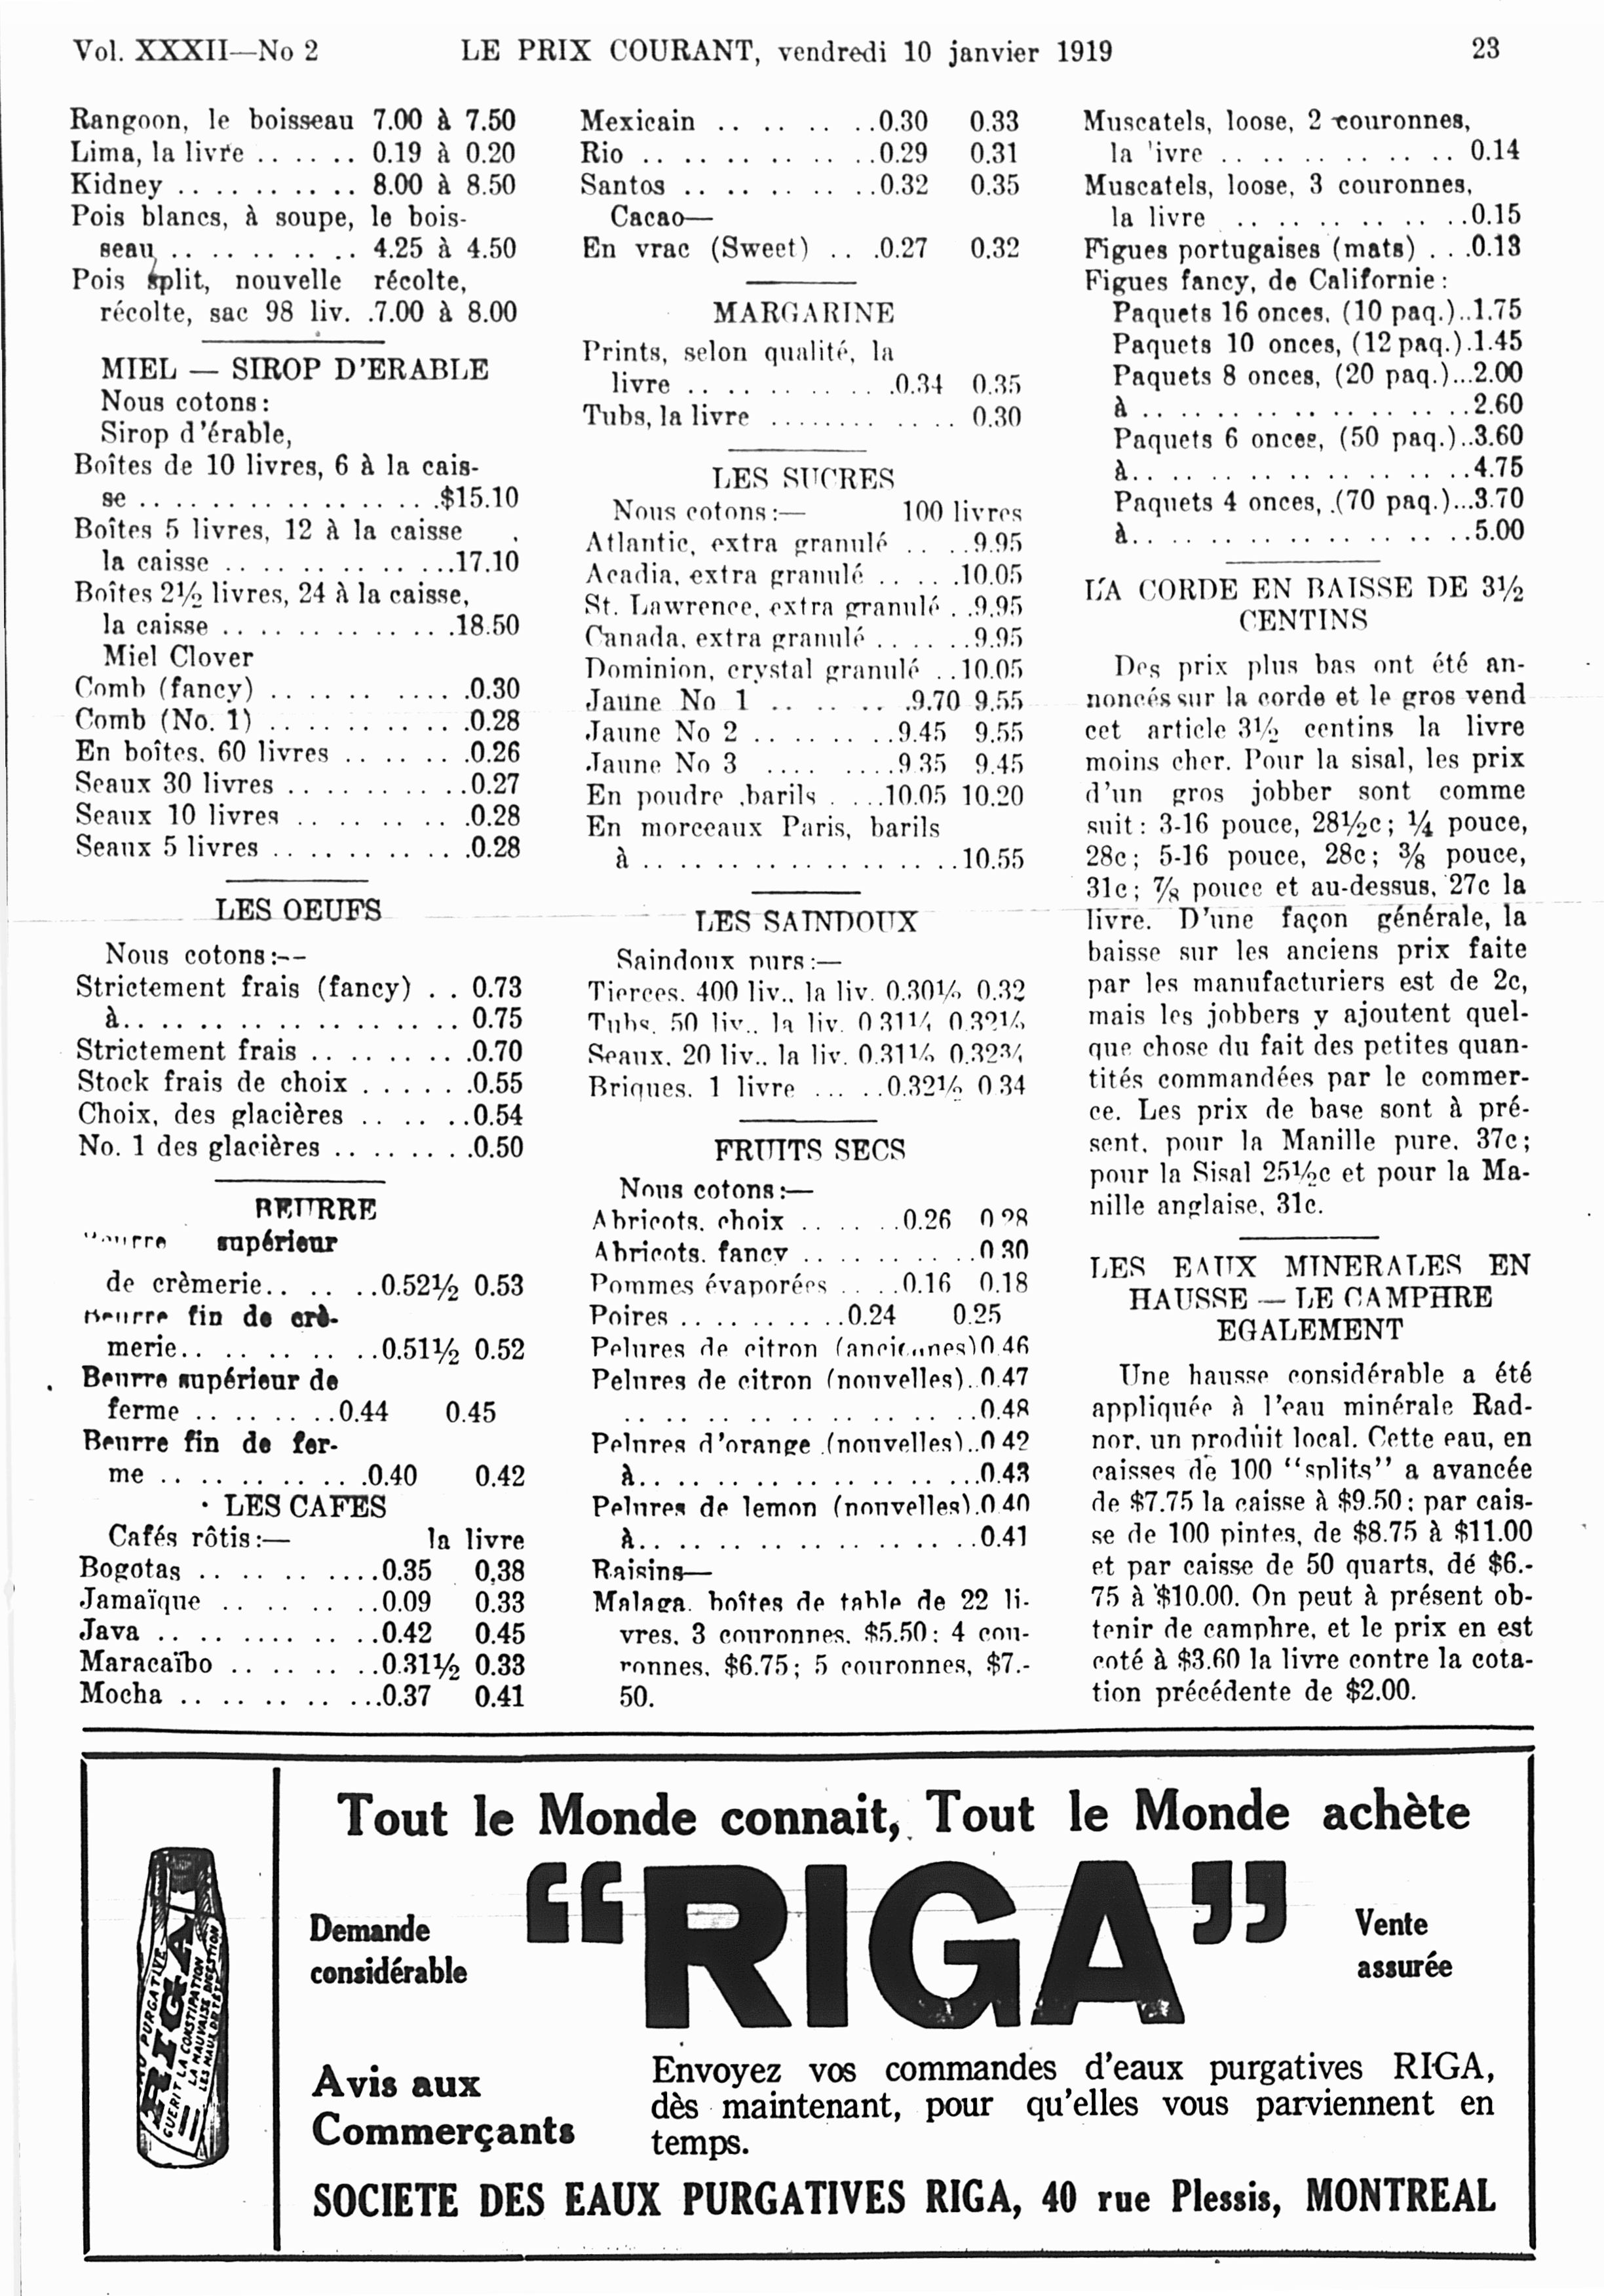 Vol. XXXII—No 2 LE PRIX COURANT, vendredi 10 janvier 1919 23
Rangoon, le boisseau 7.00 à 7.50
Lima, la livre . . . . . . 0.19 à 0.20
Kidney . . . . . . . . . 8.00 à 8.50
Pois blancs, à soupe, le bois-
seau . . . . . . . . . 4.25 à 4.50
Pois split, nouvelle récolte,
récolte, sac 98 liv. .7.00 à 8.00
MIEL — SIROP D'ERABLE
Nous cotons:
Sirop d'érable,
Boîtes de 10 livres, 6 à la cais-
se . . . . . . . . . . . . . . . .$15.10
Boîtes 5 livres, 12 à la caisse
la caisse . . . . . . . . . . . .17.10
Boîtes 2½ livres, 24 à la caisse,
la caisse . . . . . . . . . . . .18.50
Miel Clover
Comb (fancy) . . . . . . . . . . .0.30
Comb (No. 1) . . . . . . . . . . .0.28
En boîtes, 60 livres . . . . . . .0.26
Seaux 30 livres . . . . . . . . . .0.27
Seaux 10 livres . . . . . . . . .0.28
Seaux 5 livres . . . . . . . . . .0.28
LES OEUFS
Nous cotons:--
Strictement frais (fancy) . . 0.73
à. . . . . . . . . . . . . . . . . 0.75
Strictement frais . . . . . . . .0.70
Stock frais de choix . . . . . .0.55
Choix, des glacières . . . . . .0.54
No. 1 des glacières . . . . . . . .0.50
BEURRE
supérieur
de crèmerie. . . . . .0.52½ 0.53
Beurre fin de crè-
merie. . . . . . . . . .0.51½ 0.52
Beurre supérieur de
ferme . . . . . . . .0.44 0.45
Beurre fin de fer-
me . . . . . . . . . .0.40 0.42
LES CAFES
Cafés rôtis:— la livre
Bogotas . . . . . . . . . .0.35 0.38
Jamaïque . . . . . . . .0.09 0.33
Java . . . . . . . . . . .0.42 0.45
Maracaïbo . . . . . . . .0.31½ 0.33
Mocha . . . . . . . . . .0.37 0.41
Mexicain . . . . . . . .0.30 0.33
Rio . . . . . . . . . . . .0.29 0.31
Santos . . . . . . . . . .0.32 0.35
Cacao—
En vrac (Sweet) . . .0.27 0.32
MARGARINE
Prints, selon qualité, la
livre . . . . . . . . . . .0.34 0.35
Tubs, la livre . . . . . . . . . . . . 0.30
LES SUCRES
Nous cotons:— 100 livres
Atlantic, extra granulé . . . .9.95
Acadia, extra granulé . . . . .10.05
St. Lawrence, extra granulé . .9.95
Canada, extra granulé . . . . . .9.95
Dominion, crystal granulé . .10.05
Jaune No 1 . . . . . . .9.70 9.55
Jaune No 2 . . . . . . . .9.45 9.55
Jaune No 3 . . . . . . . .9 35 9.45
En poudre ,barils . . . .10.05 10.20
En morceaux Paris, barils
à . . . . . . . . . . . . . . . . .10.55
LES SAINDOUX
Saindoux purs:—
Tierces, 400 liv., la liv. 0.30½ 0.32
Tubs, 50 liv., la liv. 0 31¼ 0.32½
Seaux, 20 liv., la liv. 0.31½ 0.32¾
Briques, 1 livre . . . . .0.32½ 0 34
FRUITS SECS
Nous cotons:—
Abricots, choix . . . . . .0.26 0 28
Abricots, fancy . . . . . . . . . .0 30
Pommes évaporées . . . .0.16 0.18
Poires . . . . . . . . . .0.24 0.25
Pelures de citron (anciennes)0 46
Pelures de citron (nouvelles)..0.47
. . . . . . . . . . . . . . . . .0.48
Pelures d'orange (nouvelles)..0 42
à. . . . . . . . . . . . . . . . .0.43
Pelures de lemon (nouvelles).0 40
à. . . . . . . . . . . . . . . . .0.41
Raisins—
Malaga, boîtes de table de 22 li-
vres, 3 couronnes, $5.50; 4 cou-
ronnes, $6.75; 5 couronnes, $7.-
50.
Muscatels, loose, 2 couronnes,
la 'ivre . . . . . . . . . . . . 0.14
Muscatels, loose, 3 couronnes,
la livre . . . . . . . . . . . .0.15
Figues portugaises (mats) . . .0.13
Figues fancy, de Californie:
Paquets 16 onces, (10 paq.)..1.75
Paquets 10 onces, (12 paq.).1.45
Paquets 8 onces, (20 paq.)...2.00
à . . . . . . . . . . . . . . . . .2.60
Paquets 6 onces, (50 paq.)..3.60
à. . . . . . . . . . . . . . . . . .4.75
Paquets 4 onces, .(70 paq.)...3.70
à. . . . . . . . . . . . . . . . . .5.00
LA CORDE EN BAISSE DE 3½
CENTINS
Des prix plus bas ont été an-
noncés sur la corde et le gros vend
cet article 3½ centins la livre
moins cher. Pour la sisal, les prix
d'un gros jobber sont comme
suit: 3-16 pouce, 28½c; ¼ pouce,
28c; 5-16 pouce, 28c; ⅜ pouce,
31c; ⅞ pouce et au-dessus, 27c la
livre. D'une façon générale, la
baisse sur les anciens prix faite
par les manufacturiers est de 2c,
mais les jobbers y ajoutent quel-
que chose du fait des petites quan-
tités commandées par le commer-
ce. Les prix de base sont à pré-
sent, pour la Manille pure, 37c;
pour la Sisal 25½c et pour la Ma-
nille anglaise, 31c.
LES EAUX MINERALES EN
HAUSSE — LE CAMPHRE
EGALEMENT
Une hausse considérable a été
appliquée à l'eau minérale Rad-
nor, un produit local. Cette eau, en
caisses de 100 "splits" a avancée
de $7.75 la caisse à $9.50; par cais-
se de 100 pintes, de $8.75 à $11.00
et par caisse de 50 quarts, dé $6.-
75 à $10.00. On peut à présent ob-
tenir de camphre, et le prix en est
coté à $3.60 la livre contre la cota-
tion précédente de $2.00.
Tout le Monde connait, Tout le Monde achète
Demande
considérable
"RIGA"
Vente
assurée
Avis aux
Commerçants
Envoyez vos commandes d'eaux purgatives RIGA,
dès maintenant, pour qu'elles vous parviennent en
temps.
SOCIETE DES EAUX PURGATIVES RIGA, 40 rue Plessis, MONTREAL
EAU PURGATIVE
RIGA
GUERIT LA CONSTIPATION
LA MAUVAISE DIGESTION
LES MAUX DE TETE